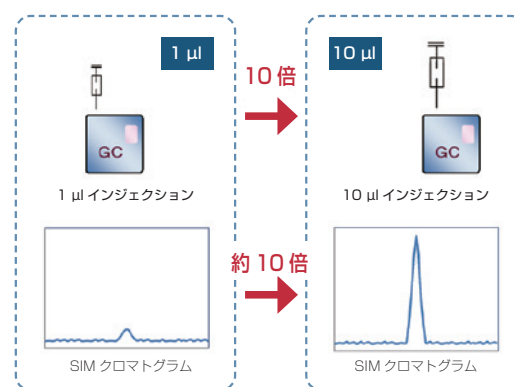 1 µl
10 倍
10 µl
GC
GC
1 µl インジェクション
10 µl インジェクション
約 10 倍
SIM クロマトグラム
SIM クロマトグラム